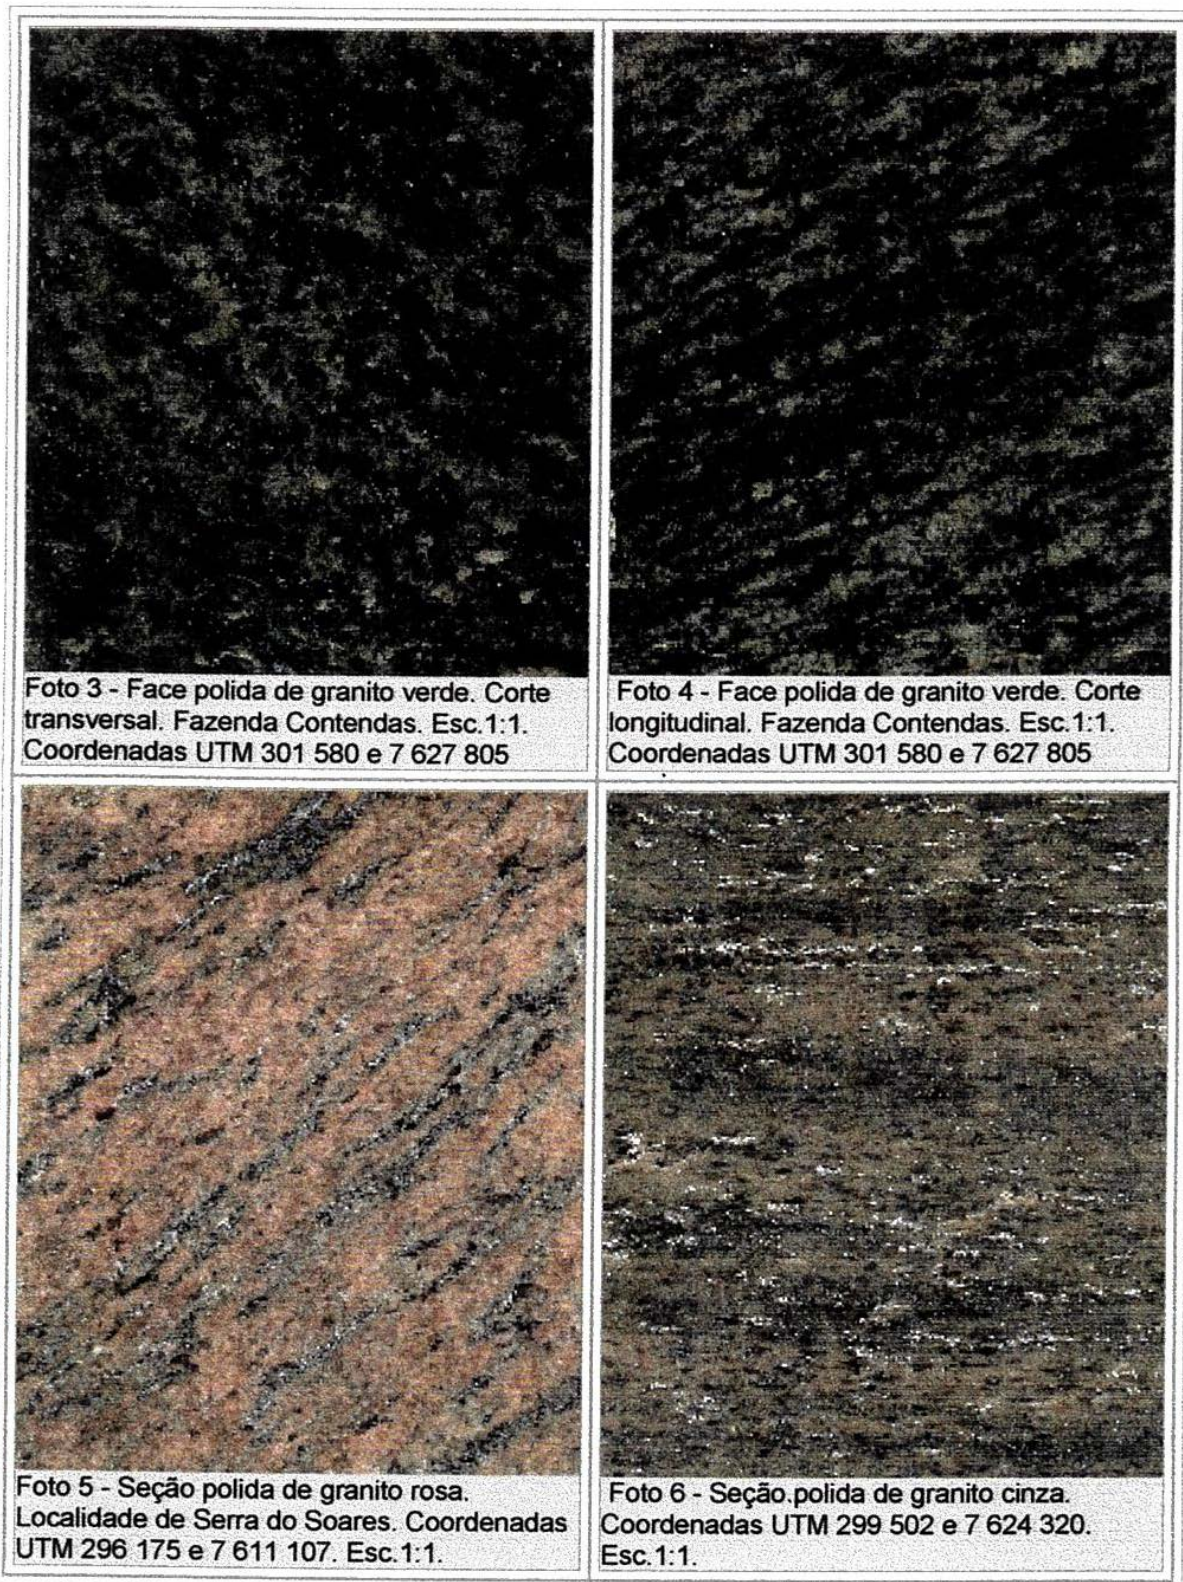 Foto 3 - Face polida de granito verde. Corte
transversal. Fazenda Contendas. Esc.1:1.
Coordenadas UTM 301 580 e 7 627 805
Foto 4 - Face polida de granito verde. Corte
longitudinal. Fazenda Contendas. Esc.1:1.
Coordenadas UTM 301 580 e 7 627 805
Foto 5 - Seção polida de granito rosa.
Localidade de Serra do Soares. Coordenadas
UTM 296 175 e 7 611 107. Esc.1:1.
Foto 6 - Seção.polida de granito cinza.
Coordenadas UTM 299 502 e 7 624 320.
Esc.1:1.